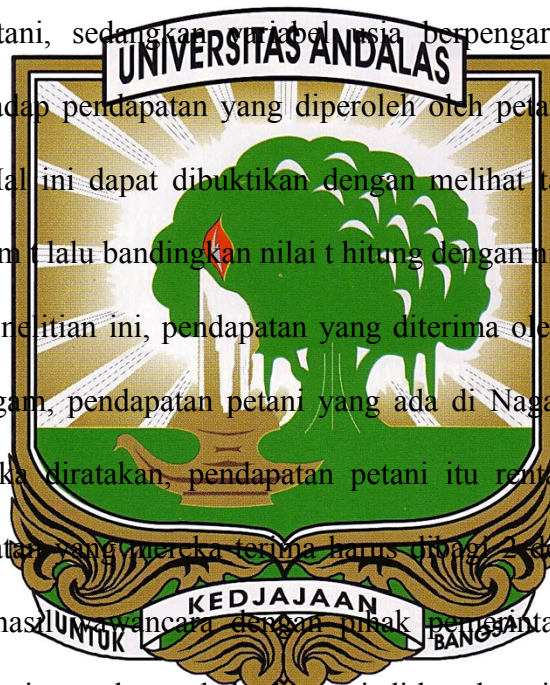 tani, sedangkan variabel usia berpengar
UNIVERSITAS ANDALAS
adap pendapatan yang diperoleh oleh peta
Hal ini dapat dibuktikan dengan melihat ta
m t lalu bandingkan nilai t hitung dengan ni
nelitian ini, pendapatan yang diterima ole
gam, pendapatan petani yang ada di Naga
ka diratakan, pendapatan petani itu renta
atan yang mereka terima harus dibagi 2 d
hasil wawancara dengan pihak pemerinta
UNTUK KEDJAJAAN BANGSA